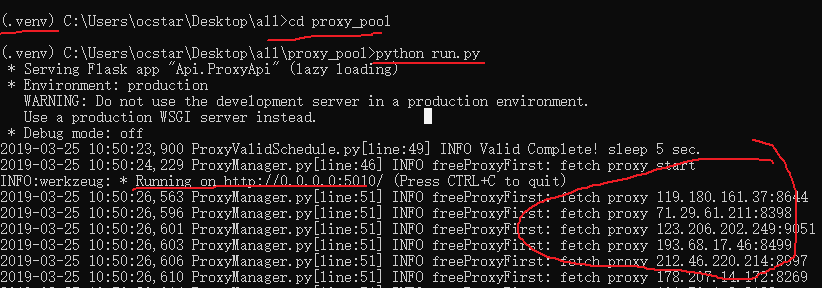 (.venv) C:\Users\ocstar\Desktop\all>cd proxy_pool
(.venv) C:\Users\ocstar\Desktop\all\proxy_pool>python run.py
* Serving Flask app "Api.ProxyApi" (lazy loading)
* Environment: production
WARNING: Do not use the development server in a production environment.
Use a production WSGI server instead.
* Debug mode: off
2019-03-25 10:50:23,900 ProxyValidSchedule.py[line:49] INFO Valid Complete! sleep 5 sec.
2019-03-25 10:50:24,229 ProxyManager.py[line:46] INFO freeProxyFirst: fetch proxy start
INFO:werkzeug: * Running on http://0.0.0.0:5010/ (Press CTRL+C to quit)
2019-03-25 10:50:26,563 ProxyManager.py[line:51] INFO freeProxyFirst: fetch proxy 119.180.161.37:8644
2019-03-25 10:50:26,596 ProxyManager.py[line:51] INFO freeProxyFirst: fetch proxy 71.29.61.211:8398
2019-03-25 10:50:26,601 ProxyManager.py[line:51] INFO freeProxyFirst: fetch proxy 123.206.202.249:9051
2019-03-25 10:50:26,603 ProxyManager.py[line:51] INFO freeProxyFirst: fetch proxy 193.68.17.46:8499
2019-03-25 10:50:26,606 ProxyManager.py[line:51] INFO freeProxyFirst: fetch proxy 212.46.220.214:8997
2019-03-25 10:50:26,610 ProxyManager.py[line:51] INFO freeProxyFirst: fetch proxy 178.207.14.172:8269